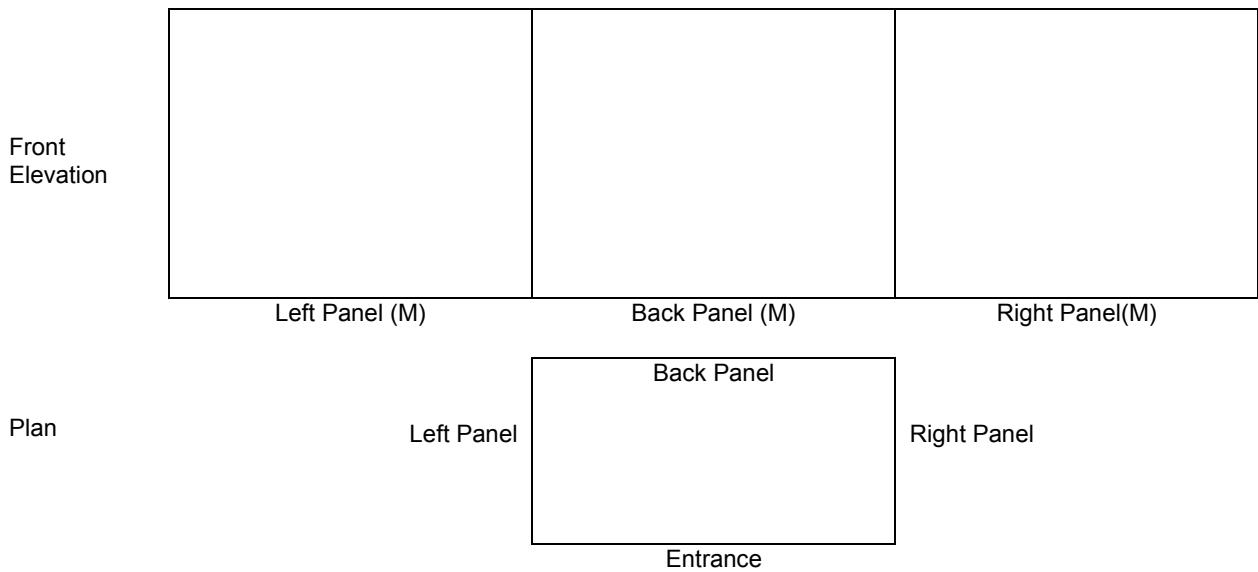 Front
Elevation
Left Panel (M)
Back Panel (M)
Right Panel(M)
Back Panel
Plan
Left Panel
Right Panel
Entrance